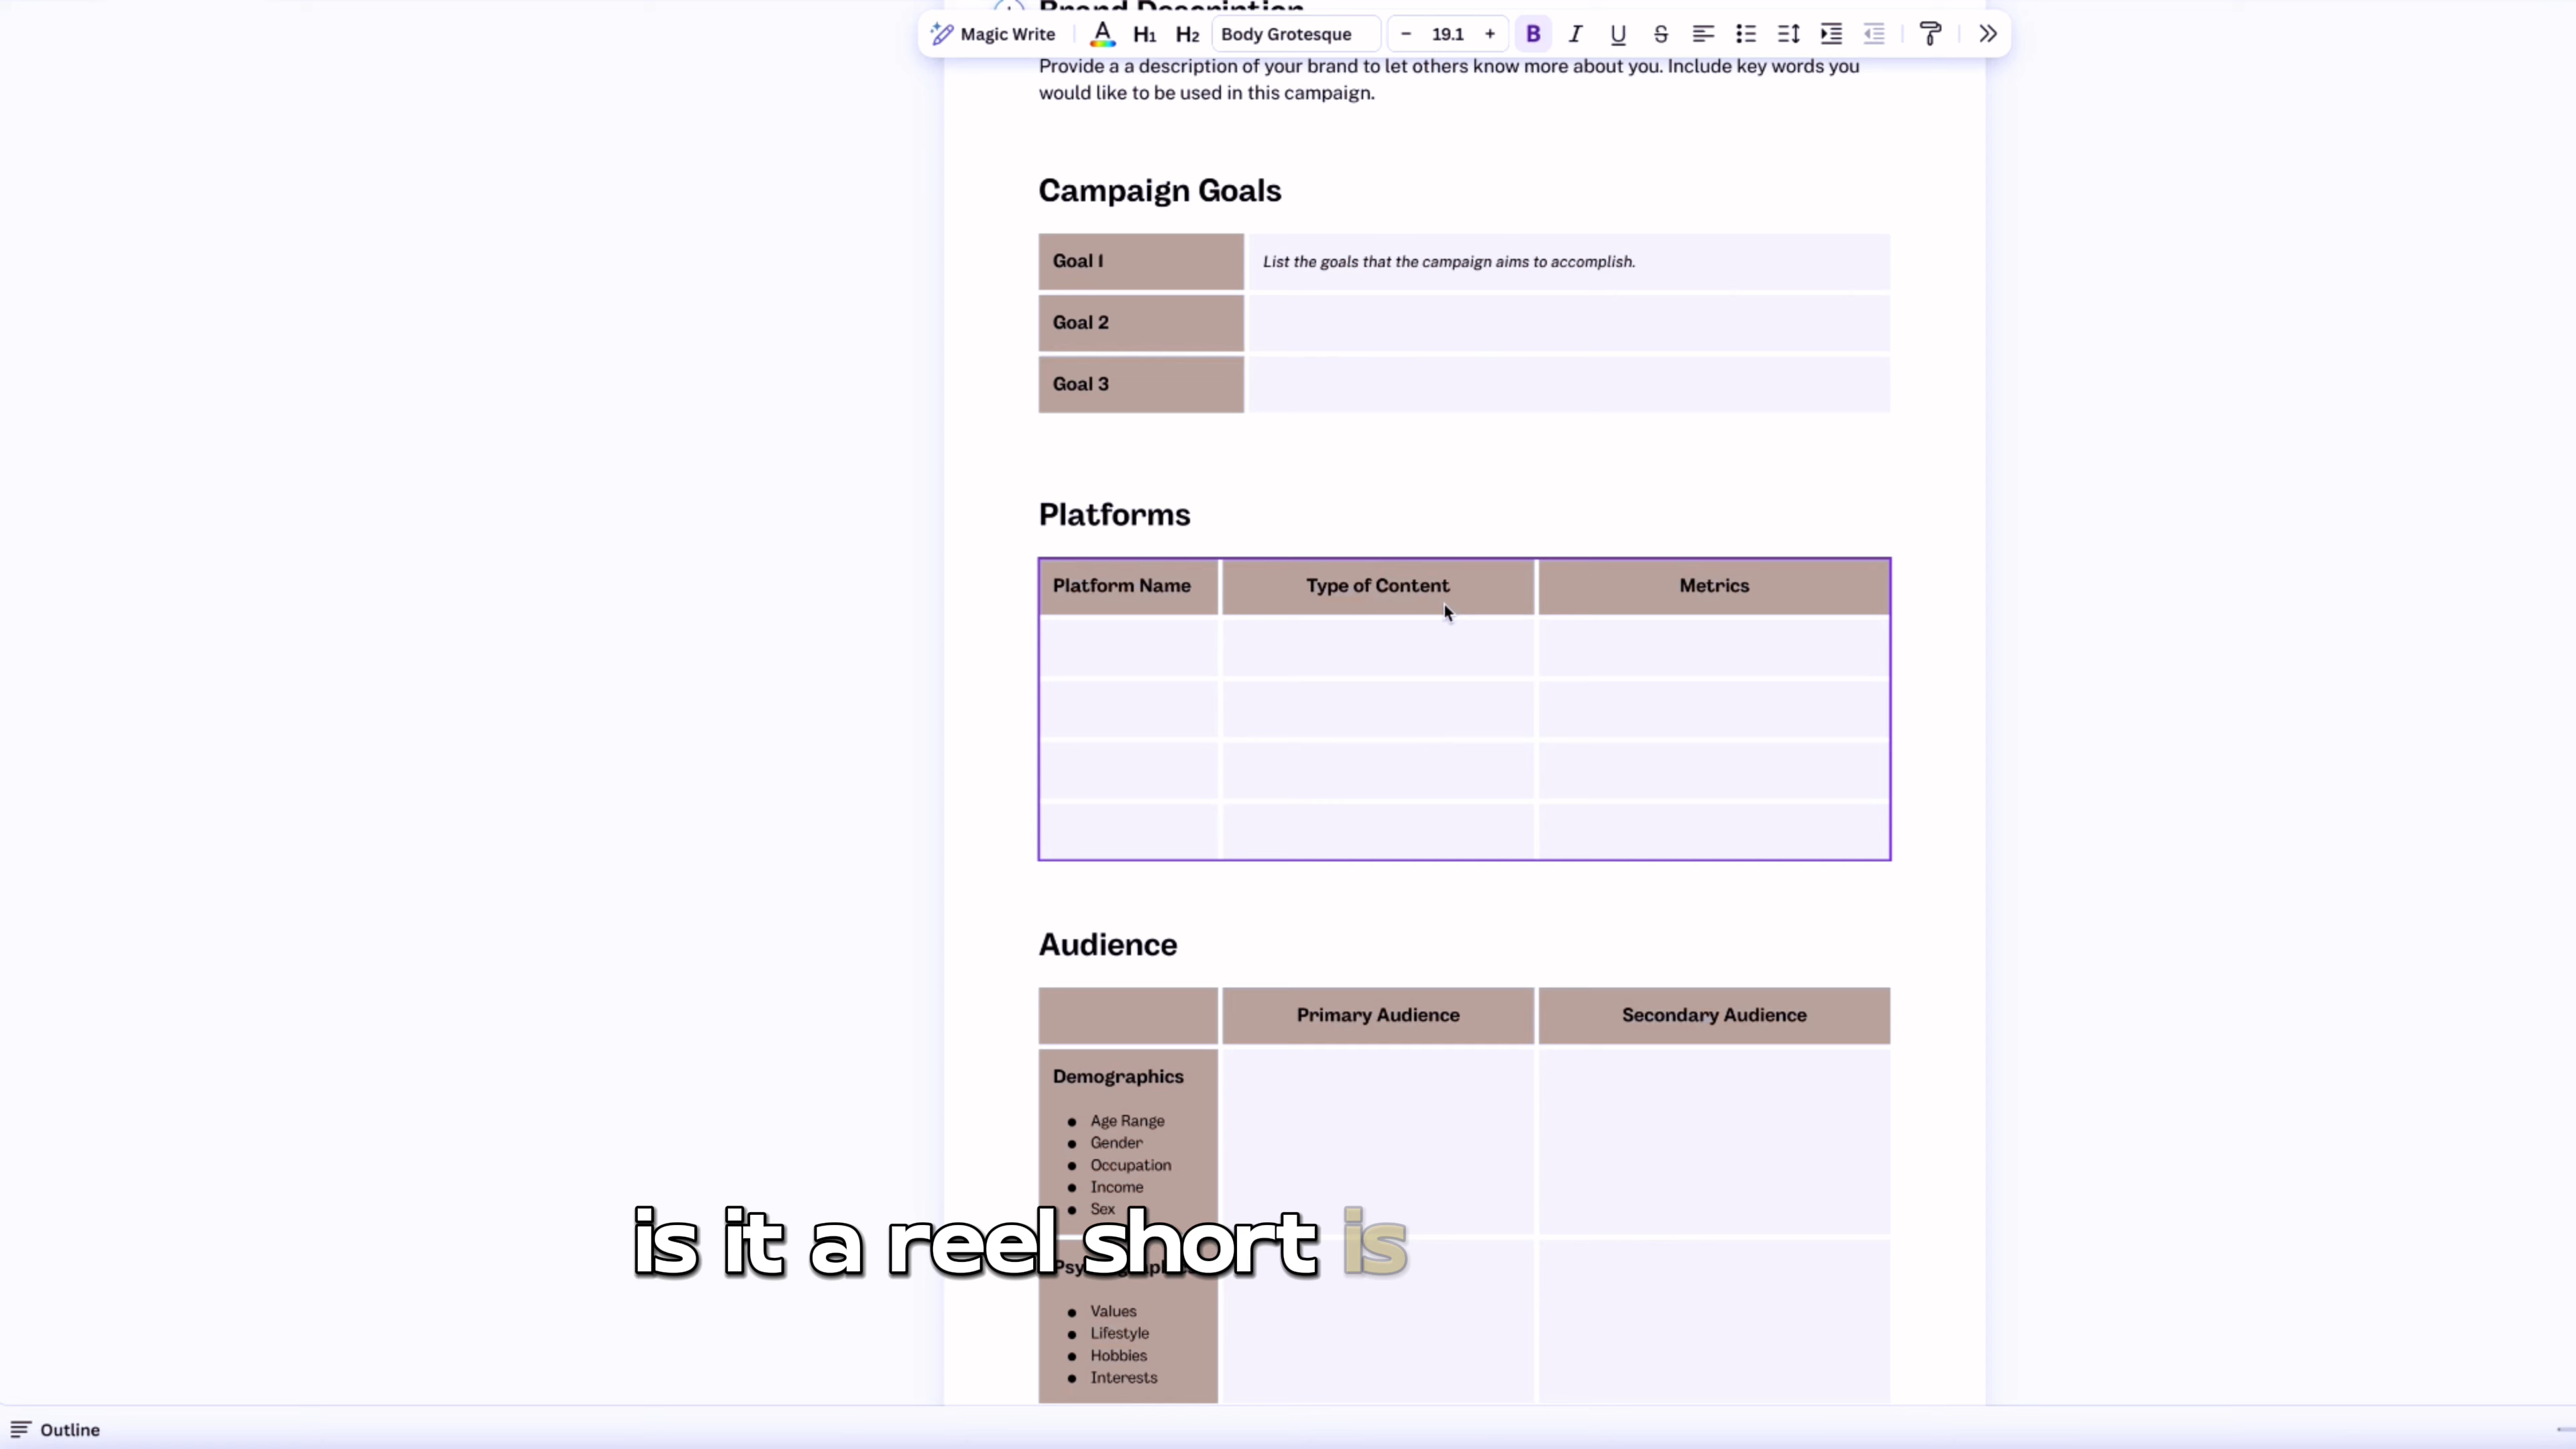 Brand Description
Magic Write A H1 H2 Body Grotesque − 19.1 + B I U S
Provide a a description of your brand to let others know more about you. Include key words you
would like to be used in this campaign.
Campaign Goals
Goal 1 List the goals that the campaign aims to accomplish.
Goal 2
Goal 3
Platforms
Platform Name Type of Content Metrics
Audience
Primary Audience Secondary Audience
Demographics
● Age Range
● Gender
● Occupation
● Income
● Sex
is it a reel short is
● Values
● Lifestyle
● Hobbies
● Interests
Outline